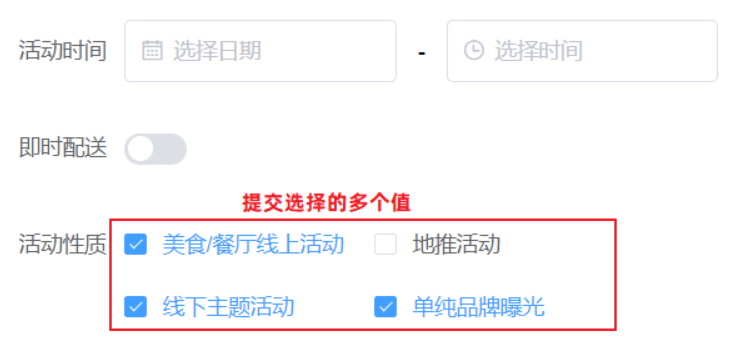 活动时间 选择日期 - 选择时间
即时配送
提交选择的多个值
活动性质 美食/餐厅线上活动 地推活动
线下主题活动 单纯品牌曝光